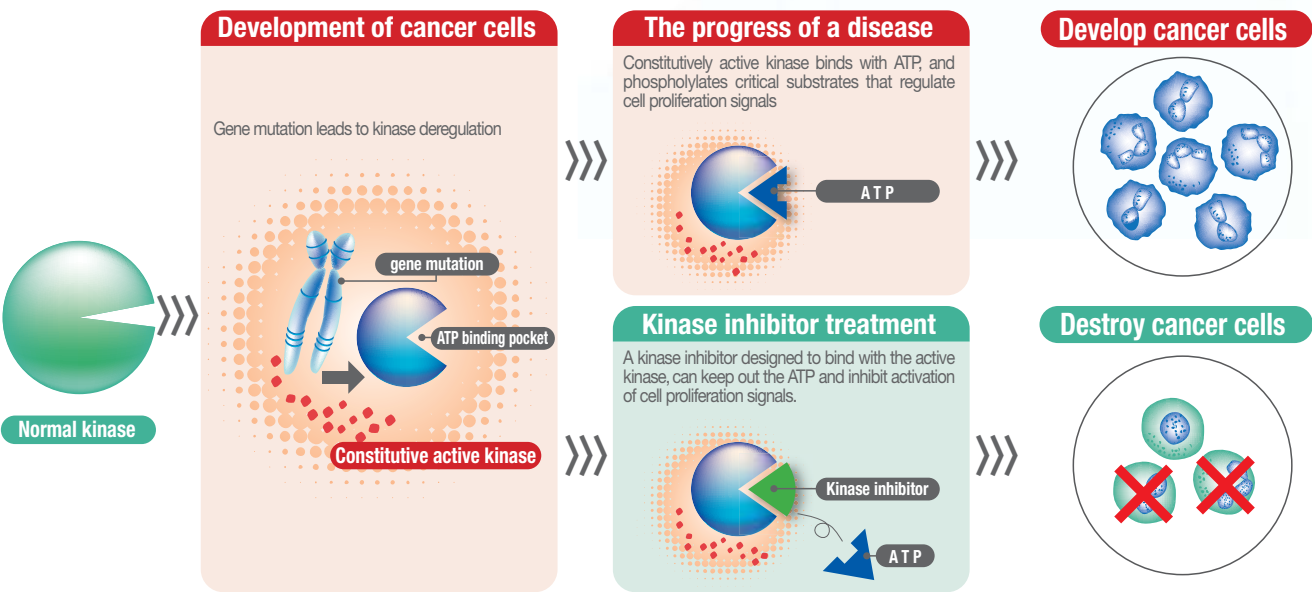 Normal kinase
Development of cancer cells
Gene mutation leads to kinase deregulation
gene mutation
ATP binding pocket
Constitutive active kinase
The progress of a disease
Constitutively active kinase binds with ATP, and
phospholylates critical substrates that regulate
cell proliferation signals
ATP
Develop cancer cells
Kinase inhibitor treatment
A kinase inhibitor designed to bind with the active
kinase, can keep out the ATP and inhibit activation
of cell proliferation signals.
Kinase inhibitor
ATP
Destroy cancer cells